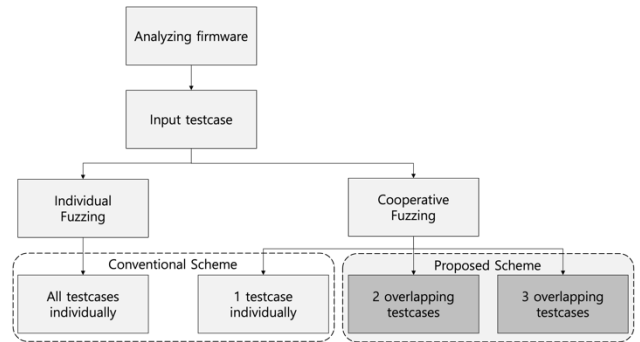 Analyzing firmware
Input testcase
Individual
Fuzzing
Cooperative
Fuzzing
Conventional Scheme
Proposed Scheme
All testcases
individually
1 testcase
individually
2 overlapping
testcases
3 overlapping
testcases